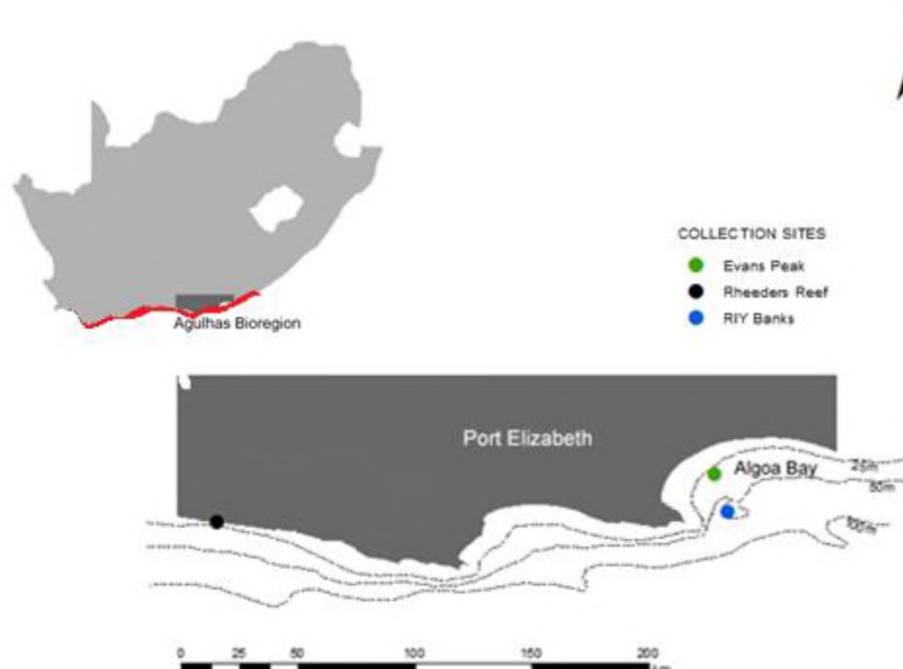 COLLECTION SITES
Evans Peak
Rheeders Reef
RIY Banks
Agulhas Bioregion
Port Elizabeth
Algoa Bay
25m
50m
100m
0 25 50 100 150 200